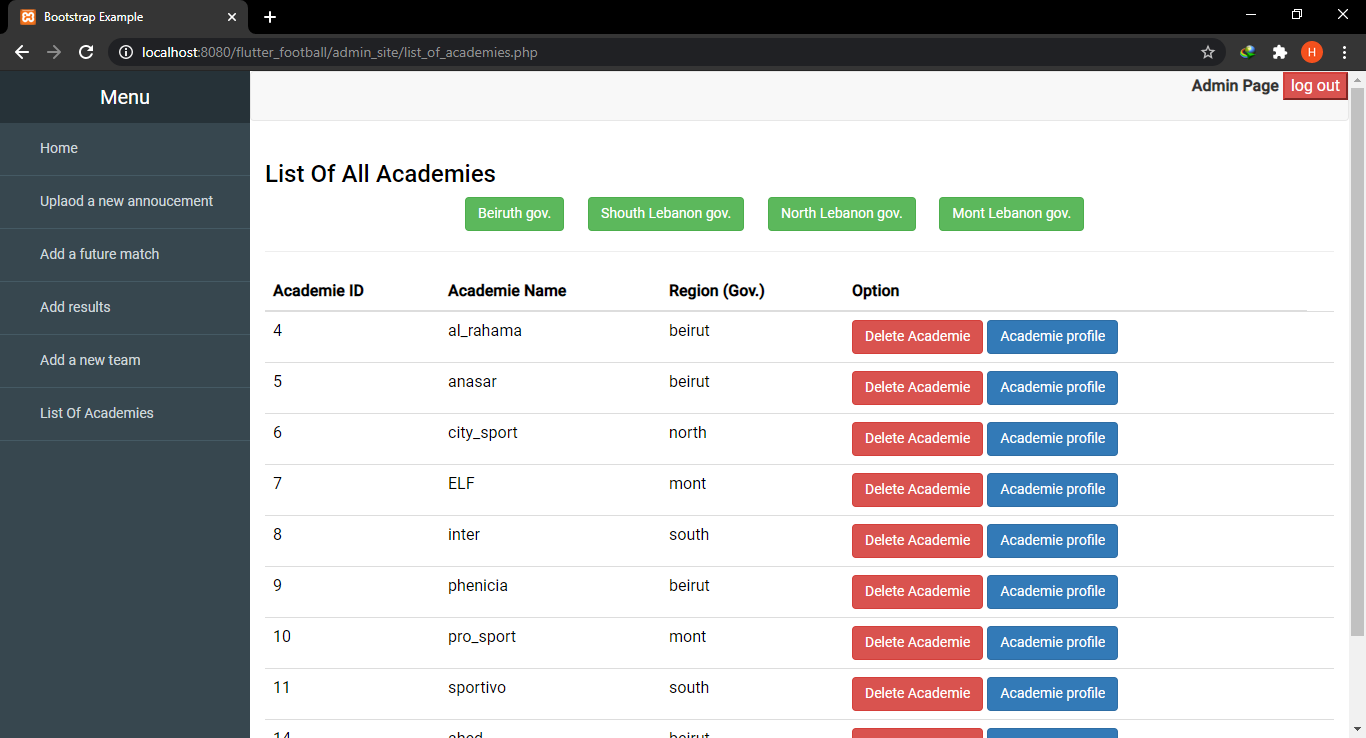 Bootstrap Example
localhost:8080/flutter_football/admin_site/list_of_academies.php
H
Menu
Home
Uplaod a new annoucement
Add a future match
Add results
Add a new team
List Of Academies
Admin Page log out
List Of All Academies
Beiruth gov. Shouth Lebanon gov. North Lebanon gov. Mont Lebanon gov.
Academie ID Academie Name Region (Gov.) Option
4 al_rahama beirut Delete Academie Academie profile
5 anasar beirut Delete Academie Academie profile
6 city_sport north Delete Academie Academie profile
7 ELF mont Delete Academie Academie profile
8 inter south Delete Academie Academie profile
9 phenicia beirut Delete Academie Academie profile
10 pro_sport mont Delete Academie Academie profile
11 sportivo south Delete Academie Academie profile
14 ahed beirut